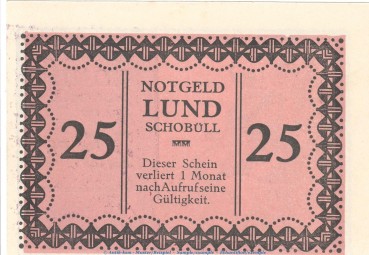 NOTGELD
LUND
SCHOBÜLL
25
25
Dieser Schein
verliert 1 Monat
nach Aufruf seine
Gültigkeit.